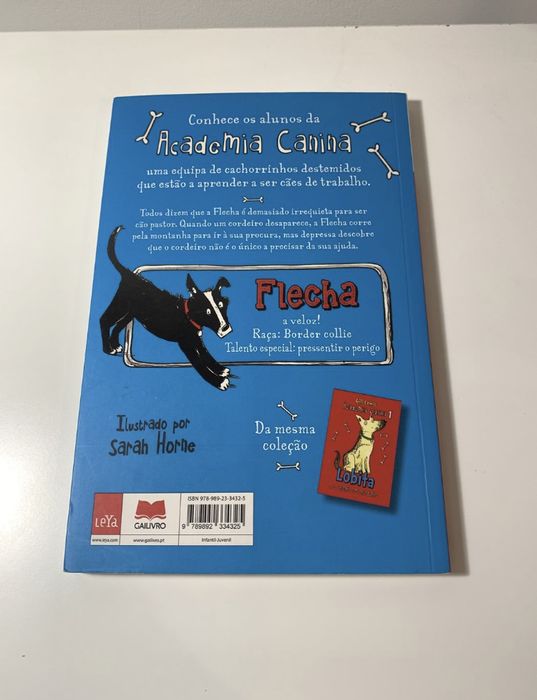 Conhece os alunos da
Academia Canina
uma equipa de cachorrinhos destemidos
que estão a aprender a ser cães de trabalho.
Todos dizem que a Flecha é demasiado irrequieta para ser
cão pastor. Quando um cordeiro desaparece, a Flecha corre
pela montanha para ir à sua procura, mas depressa descobre
que o cordeiro não é o único a precisar da sua ajuda.
Flecha
a veloz!
Raça: Border collie
Talento especial: pressentir o perigo
Ilustrado por
Sarah Horne
Da mesma
coleção
Lobita
ISBN 978-989-23-3432-5
9 789892 334325
Infantil-Juvenil
LeYa
www.leya.com
GAILIVRO
www.gailivro.pt